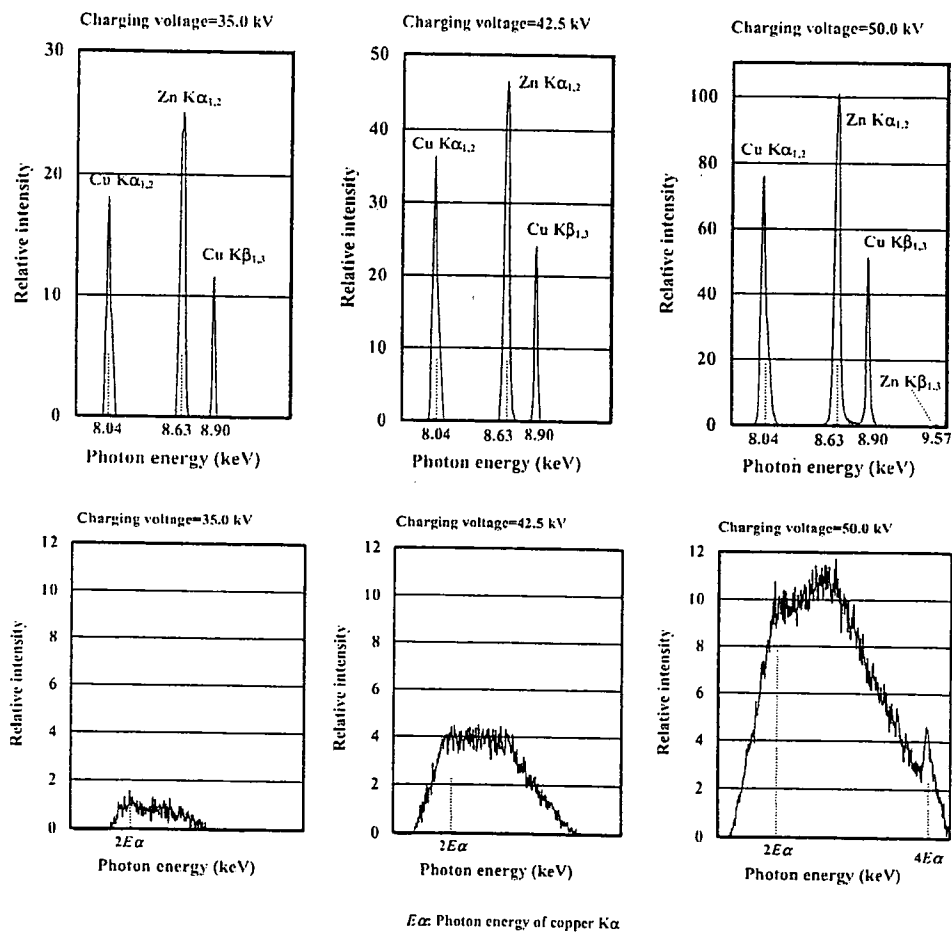 Charging voltage=35.0 kV
30
20
10
0
Relative intensity
Cu Kα1,2
Zn Kα1,2
Cu Kβ1,3
8.04 8.63 8.90
Photon energy (keV)
Charging voltage=42.5 kV
50
40
30
20
10
0
Relative intensity
Cu Kα1,2
Zn Kα1,2
Cu Kβ1,3
8.04 8.63 8.90
Photon energy (keV)
Charging voltage=50.0 kV
100
80
60
40
20
0
Relative intensity
Cu Kα1,2
Zn Kα1,2
Cu Kβ1,3
Zn Kβ1,3
8.04 8.63 8.90 9.57
Photon energy (keV)
Charging voltage=35.0 kV
12
10
8
6
4
2
0
Relative intensity
2Eα
Photon energy (keV)
Charging voltage=42.5 kV
12
10
8
6
4
2
0
Relative intensity
2Eα
Photon energy (keV)
Charging voltage=50.0 kV
12
10
8
6
4
2
0
Relative intensity
2Eα 4Eα
Photon energy (keV)
Eα: Photon energy of copper Kα